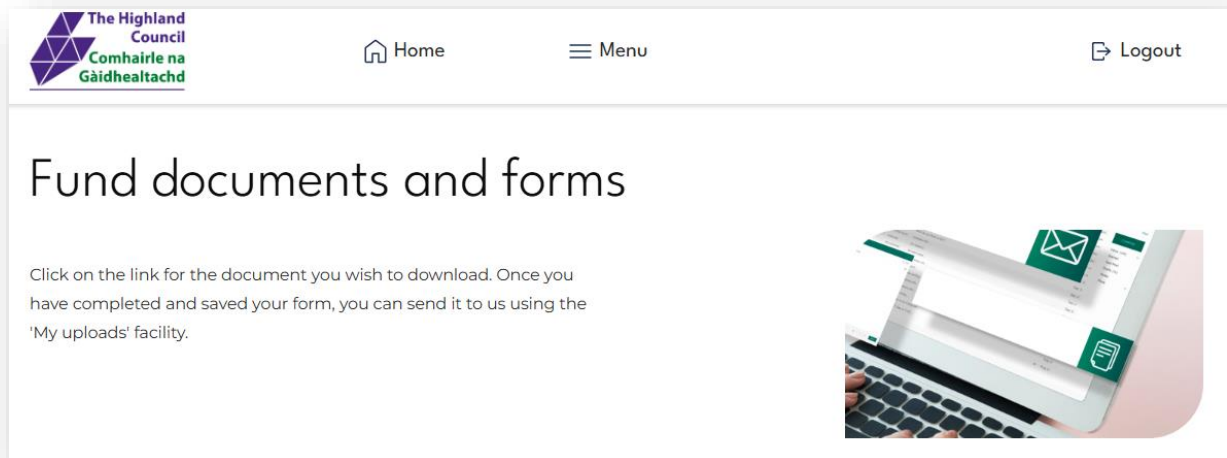 The Highland
Council
Comhairle na
Gàidhealtachd
Home
Menu
Logout
Fund documents and forms
Click on the link for the document you wish to download. Once you
have completed and saved your form, you can send it to us using the
'My uploads' facility.